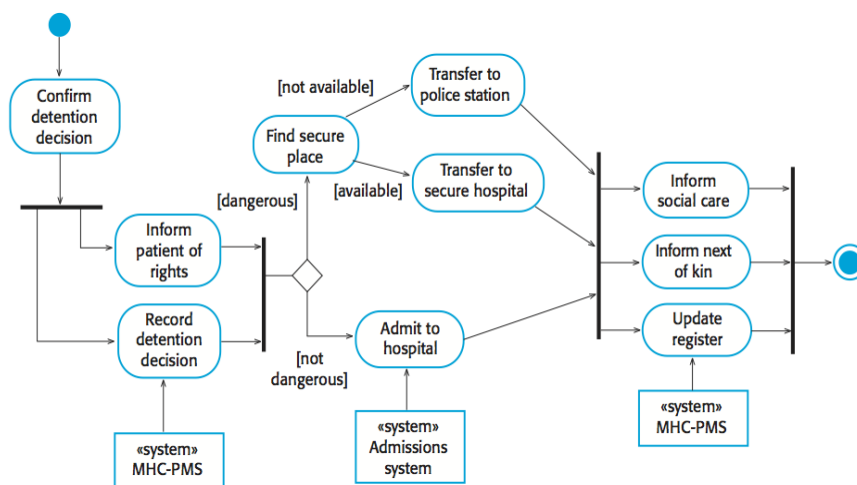 Confirm
detention
decision
Inform
patient of
rights
Record
detention
decision
«system»
MHC-PMS
[dangerous]
[not
dangerous]
Find secure
place
[not available]
[available]
Transfer to
police station
Transfer to
secure hospital
Admit to
hospital
«system»
Admissions
system
Inform
social care
Inform next
of kin
Update
register
«system»
MHC-PMS